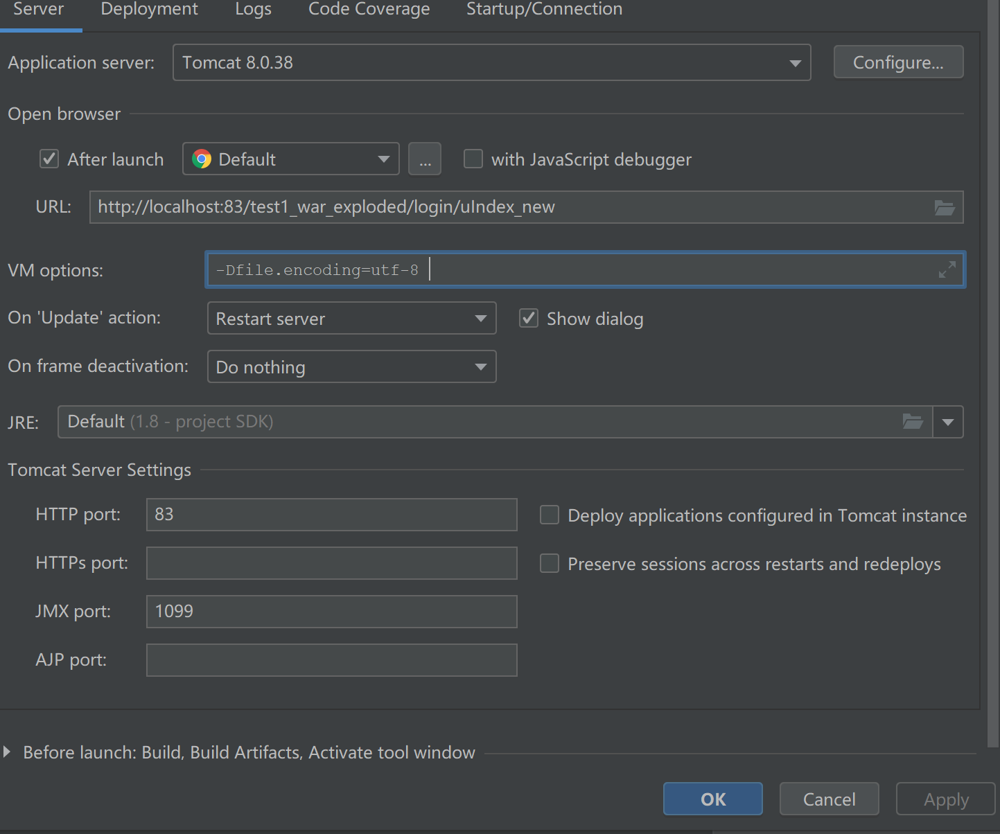 Server Deployment Logs Code Coverage Startup/Connection
Application server: Tomcat 8.0.38 Configure...
Open browser
After launch Default ... with JavaScript debugger
URL: http://localhost:83/test1_war_exploded/login/uIndex_new
VM options: -Dfile.encoding=utf-8
On 'Update' action: Restart server Show dialog
On frame deactivation: Do nothing
JRE: Default (1.8 - project SDK)
Tomcat Server Settings
HTTP port: 83 Deploy applications configured in Tomcat instance
HTTPs port: Preserve sessions across restarts and redeploys
JMX port: 1099
AJP port:
Before launch: Build, Build Artifacts, Activate tool window
OK Cancel Apply